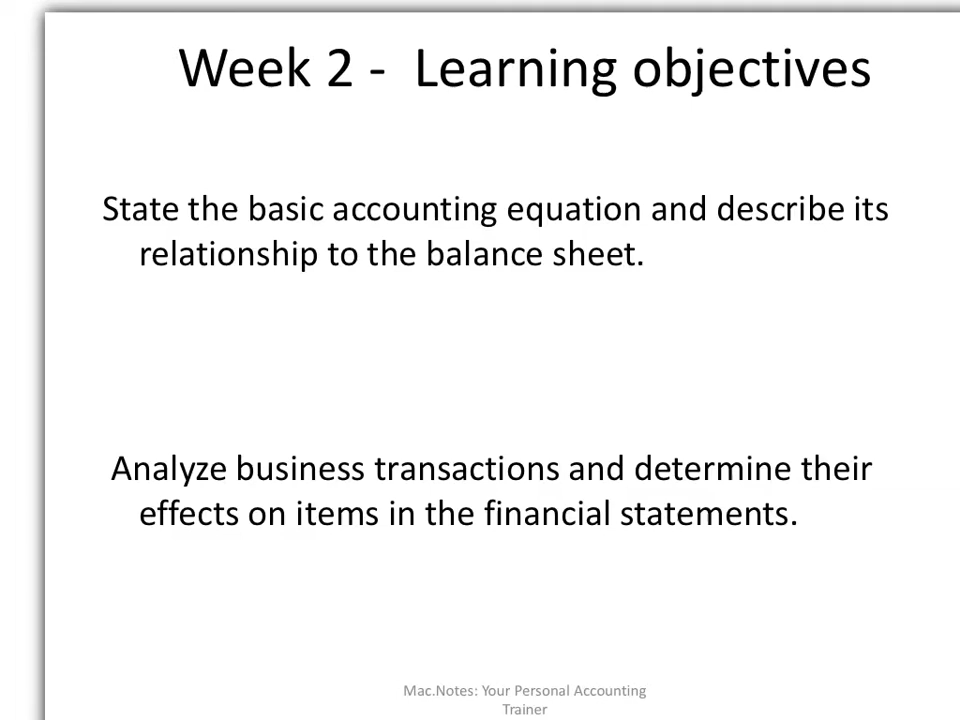 Week 2 - Learning objectives
State the basic accounting equation and describe its
relationship to the balance sheet.
Analyze business transactions and determine their
effects on items in the financial statements.
Mac.Notes: Your Personal Accounting
Trainer